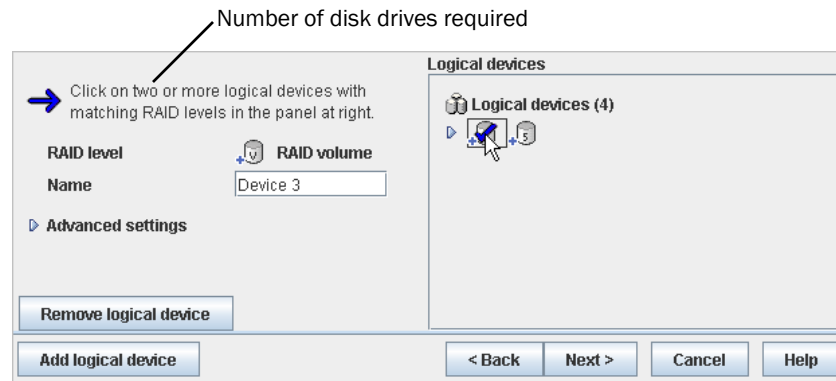 Number of disk drives required
Logical devices
Click on two or more logical devices with
matching RAID levels in the panel at right.
Logical devices (4)
5
RAID level
V
RAID volume
Name
Device 3
Advanced settings
Remove logical device
Add logical device
< Back
Next >
Cancel
Help